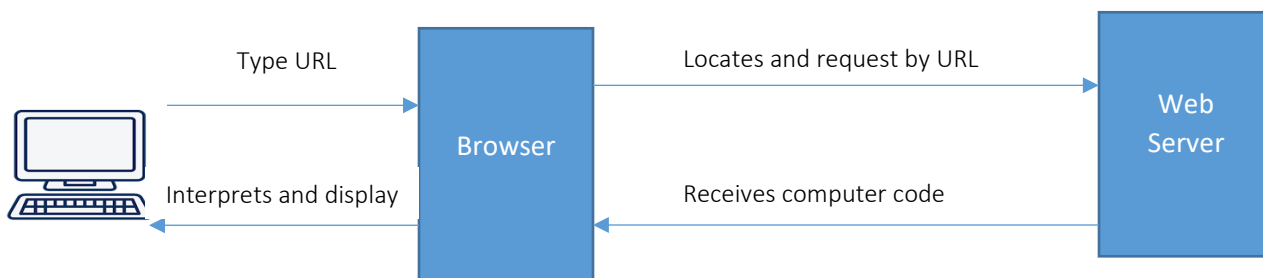 Type URL
Locates and request by URL
Browser
Web
Server
Interprets and display
Receives computer code